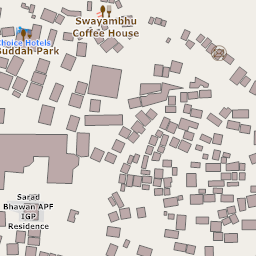 Swayambhu
Coffee House
Choice Hotels
Buddah Park
Sarad
Bhawan APF
IGP
Residence